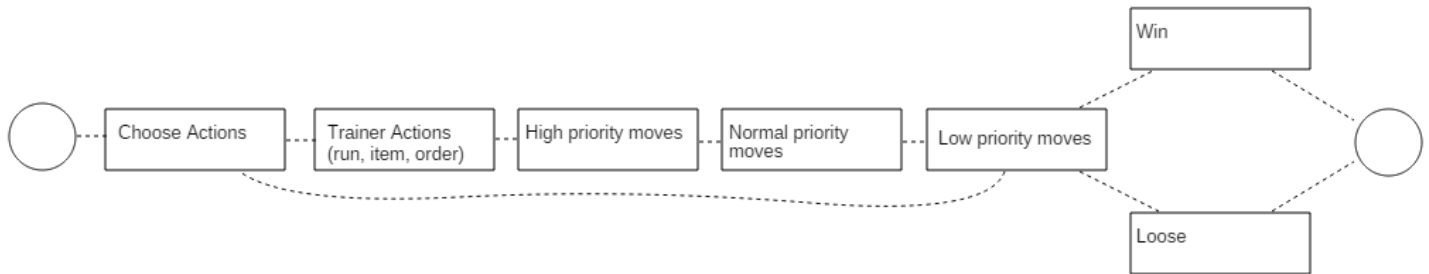 Win
Choose Actions
Trainer Actions
(run, item, order)
High priority moves
Normal priority
moves
Low priority moves
Loose